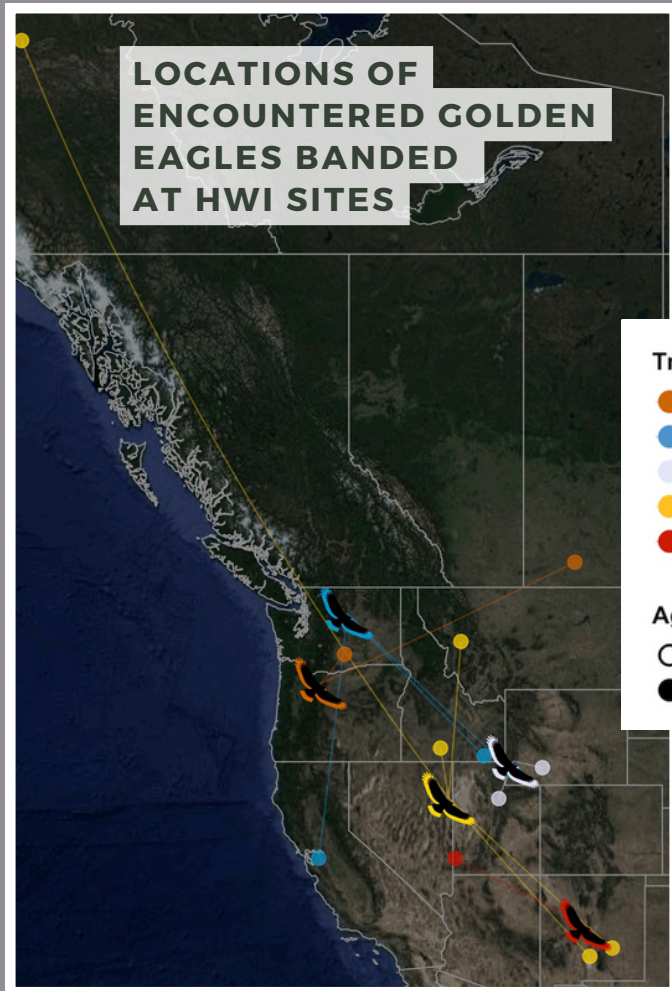 LOCATIONS OF
ENCOUNTERED GOLDEN
EAGLES BANDED
AT HWI SITES